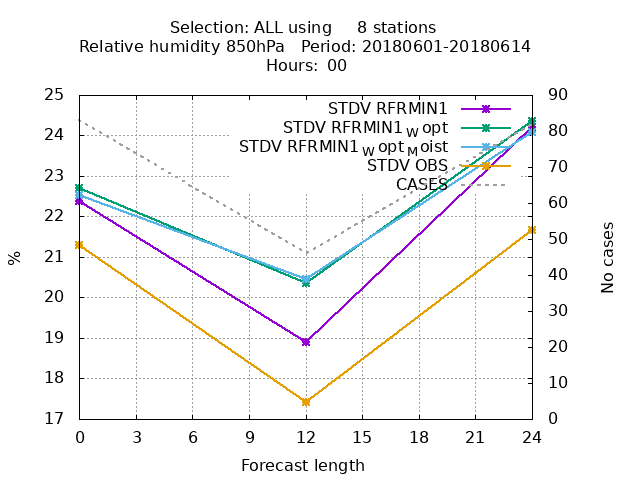 Selection: ALL using     8 stations
Relative humidity 850hPa   Period: 20180601-20180614
Hours:  00
25
24
23
22
21
20
19
18
17
%
90
80
70
60
50
40
30
20
10
0
No cases
STDV RFRMIN1
STDV RFRMIN1_W opt
STDV RFRMIN1_W opt_M oist
STDV OBS
CASES
0 3 6 9 12 15 18 21 24
Forecast length